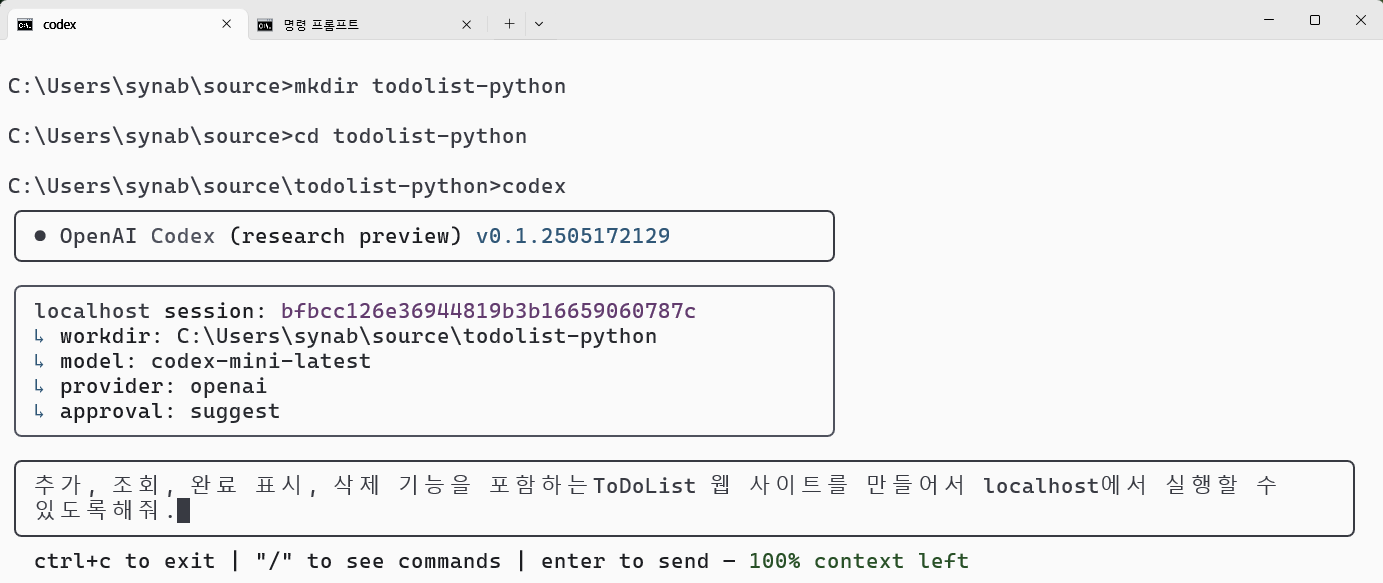 codex
명령 프롬프트
C:\Users\synab\source>mkdir todolist-python
C:\Users\synab\source>cd todolist-python
C:\Users\synab\source\todolist-python>codex
● OpenAI Codex (research preview) v0.1.2505172129
localhost session: bfbcc126e36944819b3b16659060787c
↳ workdir: C:\Users\synab\source\todolist-python
↳ model: codex-mini-latest
↳ provider: openai
↳ approval: suggest
추가, 조회, 완료 표시, 삭제 기능을 포함하는ToDoList 웹 사이트를 만들어서 localhost에서 실행할 수
있도록해줘.
ctrl+c to exit | "/" to see commands | enter to send — 100% context left